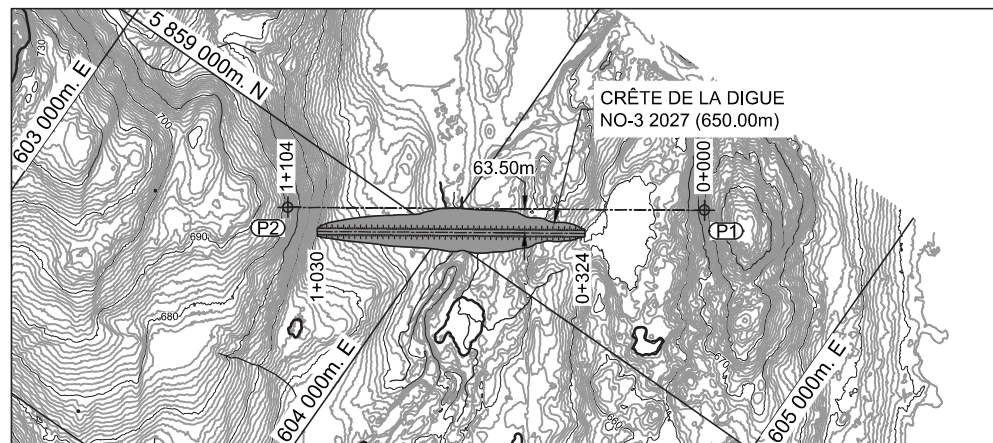 5 859 000m. N
603 000m. E
730
700
CRÊTE DE LA DIGUE
NO-3 2027 (650.00m)
63.50m
1+104
0+000
P2
P1
690
1+030
0+324
680
604 000m. E
605 000m. E